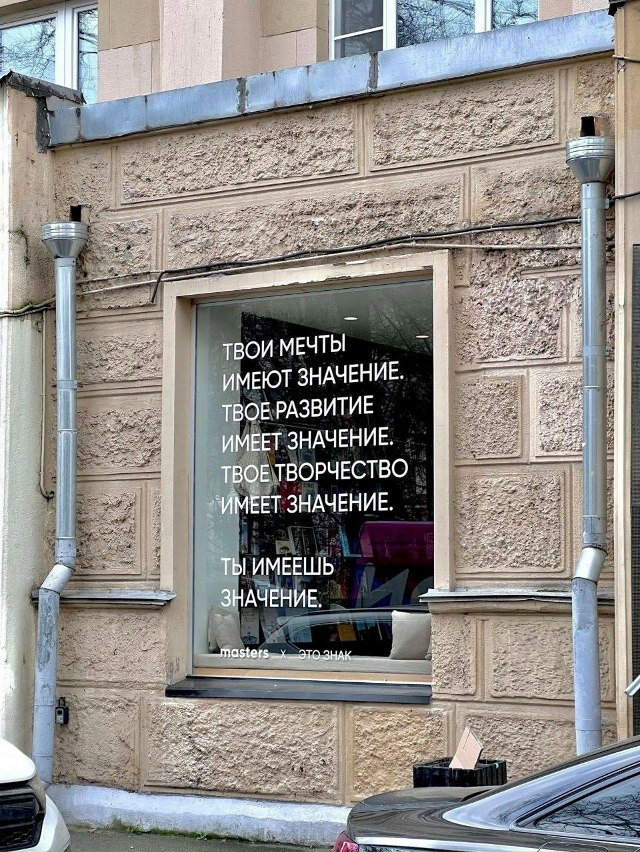 ТВОИ МЕЧТЫ
ИМЕЮТ ЗНАЧЕНИЕ.
ТВОЕ РАЗВИТИЕ
ИМЕЕТ ЗНАЧЕНИЕ.
ТВОЕ ТВОРЧЕСТВО
ИМЕЕТ ЗНАЧЕНИЕ.
ТЫ ИМЕЕШЬ
ЗНАЧЕНИЕ.
masters x ЭТО ЗНАК